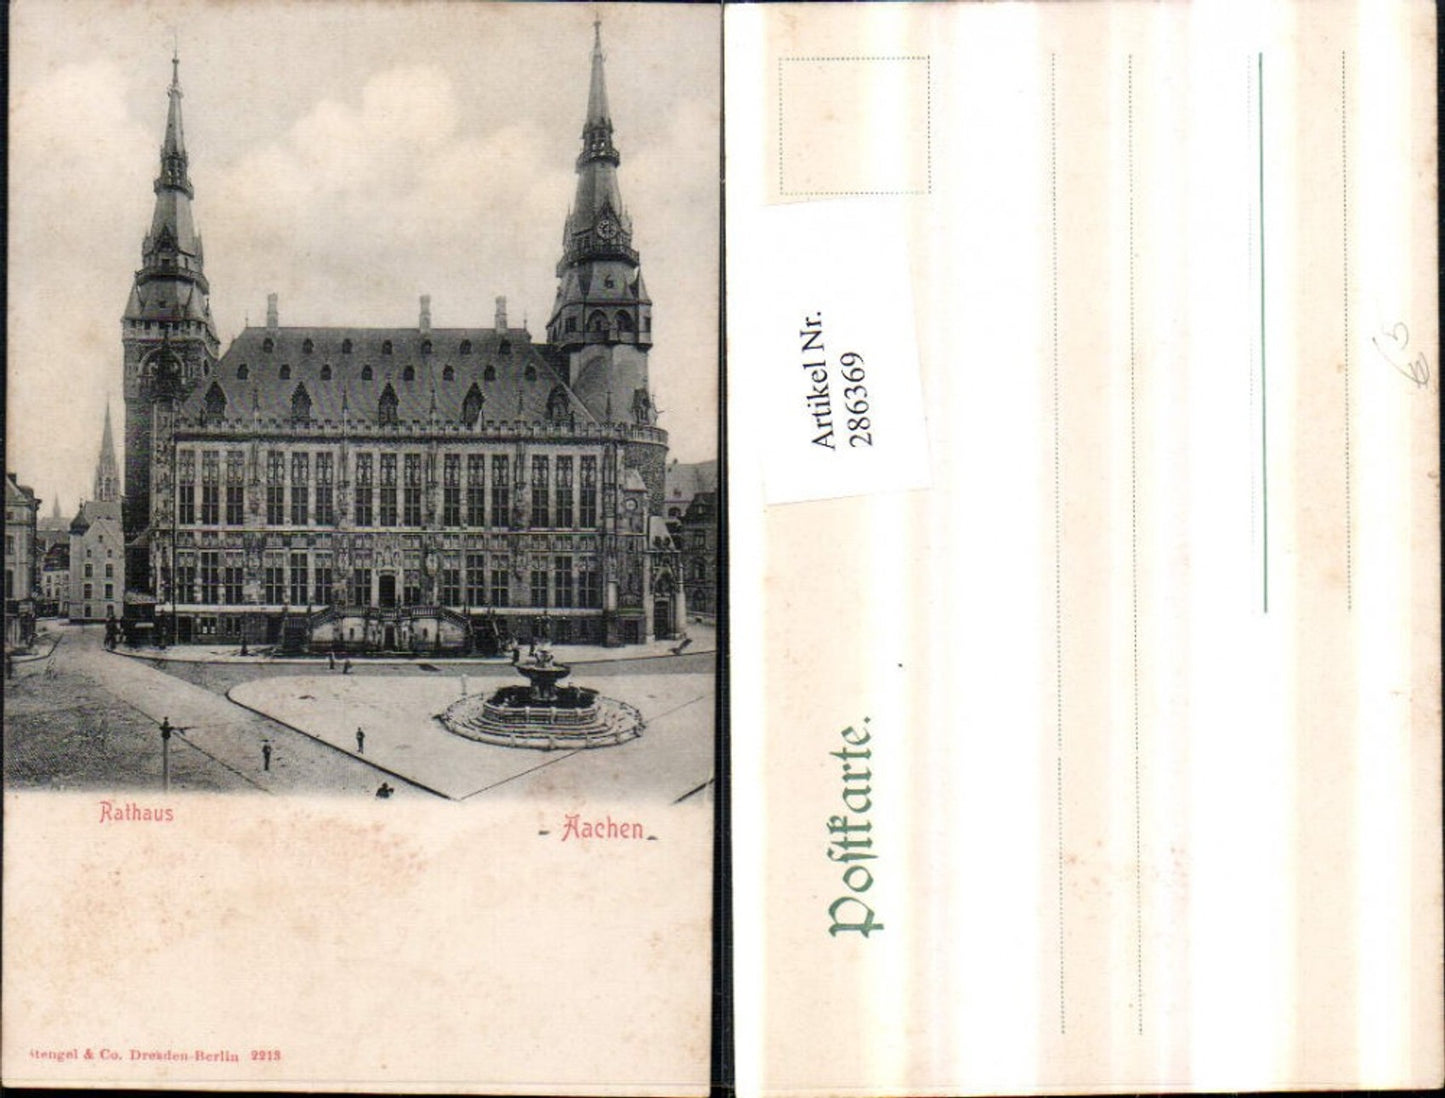 Rathaus
- Aachen -
Stengel & Co. Dresden-Berlin 2213
Artikel Nr.
286369
Poſtkarte.